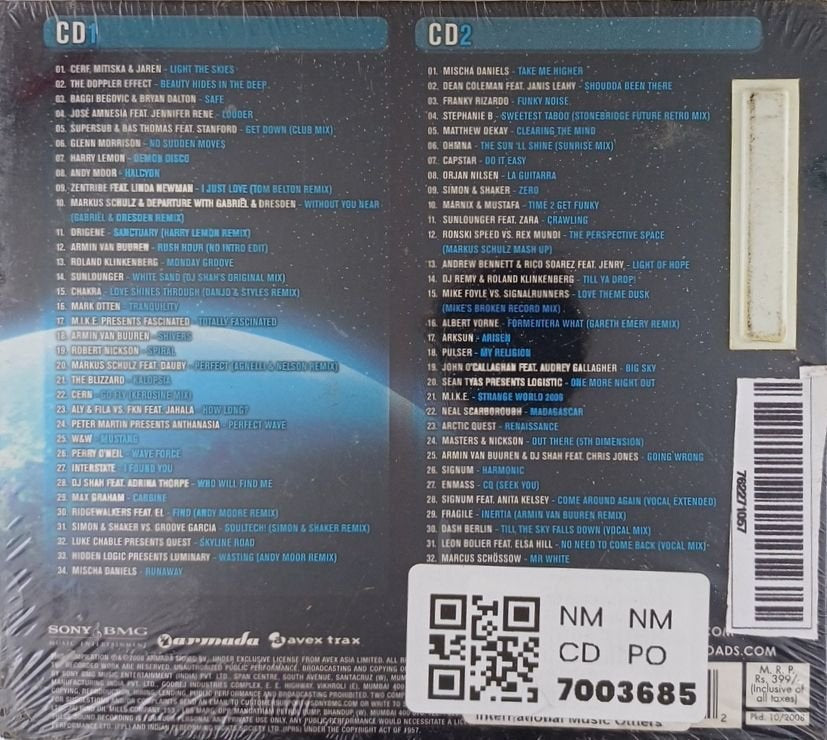 CD1
01. CERF, MITISKA & JAREN - LIGHT THE SKIES
02. THE DOPPLER EFFECT - BEAUTY HIDES IN THE DEEP
03. BAGGI BEGOVIC & BRYAN DALTON - SAFE
04. JOSÉ AMNESIA FEAT. JENNIFER RENE - LOUDER
05. SUPERSUB & BAS THOMAS FEAT. STANFORD - GET DOWN (CLUB MIX)
06. GLENN MORRISON - NO SUDDEN MOVES
07. HARRY LEMON - DEMON DISCO
08. ANDY MOOR - HALCYON
09. ZENTRIBE FEAT. LINDA NEWMAN - I JUST LOVE (TOM BELTON REMIX)
10. MARKUS SCHULZ & DEPARTURE WITH GABRIËL & DRESDEN - WITHOUT YOU NEAR
(GABRIËL & DRESDEN REMIX)
11. ORIGENE - SANCTUARY (HARRY LEMON REMIX)
12. ARMIN VAN BUUREN - RUSH HOUR (NO INTRO EDIT)
13. ROLAND KLINKENBERG - MONDAY GROOVE
14. SUNLOUNGER - WHITE SAND (DJ SHAH'S ORIGINAL MIX)
15. CHAKRA - LOVE SHINES THROUGH (DANJO & STYLES REMIX)
16. MARK OTTEN - TRANQUILITY
17. M.I.K.E. PRESENTS FASCINATED - TOTALLY FASCINATED
18. ARMIN VAN BUUREN - SHIVERS
19. ROBERT NICKSON - SPIRAL
20. MARKUS SCHULZ FEAT. DAUBY - PERFECT (AGNELLI & NELSON REMIX)
21. THE BLIZZARD - KALOPSIA
22. CERN - GO FLY (KEROSINE MIX)
23. ALY & FILA VS. FKN FEAT. JAHALA - HOW LONG?
24. PETER MARTIN PRESENTS ANTHANASIA - PERFECT WAVE
25. W&W - MUSTANG
26. PERRY O'NEIL - WAVE FORCE
27. INTERSTATE - I FOUND YOU
28. DJ SHAH FEAT. ADRINA THORPE - WHO WILL FIND ME
29. MAX GRAHAM - CARBINE
30. RIDGEWALKERS FEAT. EL - FIND (ANDY MOORE REMIX)
31. SIMON & SHAKER VS. GROOVE GARCIA - SOULTECH! (SIMON & SHAKER REMIX)
32. LUKE CHABLE PRESENTS QUEST - SKYLINE ROAD
33. HIDDEN LOGIC PRESENTS LUMINARY - WASTING (ANDY MOOR REMIX)
34. MISCHA DANIELS - RUNAWAY
CD2
01. MISCHA DANIELS - TAKE ME HIGHER
02. DEAN COLEMAN FEAT. JANIS LEAHY - SHOUDDA BEEN THERE
03. FRANKY RIZARDO - FUNKY NOISE
04. STEPHANIE B - SWEETEST TABOO (STONEBRIDGE FUTURE RETRO MIX)
05. MATTHEW DEKAY - CLEARING THE MIND
06. OHMNA - THE SUN 'LL SHINE (SUNRISE MIX)
07. CAPSTAR - DO IT EASY
08. ORJAN NILSEN - LA GUITARRA
09. SIMON & SHAKER - ZERO
10. MARNIX & MUSTAFA - TIME 2 GET FUNKY
11. SUNLOUNGER FEAT. ZARA - CRAWLING
12. RONSKI SPEED VS. REX MUNDI - THE PERSPECTIVE SPACE
(MARKUS SCHULZ MASH UP)
13. ANDREW BENNETT & RICO SOAREZ FEAT. JENRY - LIGHT OF HOPE
14. DJ REMY & ROLAND KLINKENBERG - TILL YA DROP!
15. MIKE FOYLE VS. SIGNALRUNNERS - LOVE THEME DUSK
(MIKE'S BROKEN RECORD MIX)
16. ALBERT VORNE - FORMENTERA WHAT (GARETH EMERY REMIX)
17. ARKSUN - ARISEN
18. PULSER - MY RELIGION
19. JOHN O'CALLAGHAN FEAT. AUDREY GALLAGHER - BIG SKY
20. SEAN TYAS PRESENTS LOGISTIC - ONE MORE NIGHT OUT
21. M.I.K.E. - STRANGE WORLD 2006
22. NEAL SCARBOROUGH - MADAGASCAR
23. ARCTIC QUEST - RENAISSANCE
24. MASTERS & NICKSON - OUT THERE (5TH DIMENSION)
25. ARMIN VAN BUUREN & DJ SHAH FEAT. CHRIS JONES - GOING WRONG
26. SIGNUM - HARMONIC
27. ENMASS - CQ (SEEK YOU)
28. SIGNUM FEAT. ANITA KELSEY - COME AROUND AGAIN (VOCAL EXTENDED)
29. FRAGILE - INERTIA (ARMIN VAN BUUREN REMIX)
30. DASH BERLIN - TILL THE SKY FALLS DOWN (VOCAL MIX)
31. LEON BOLIER FEAT. ELSA HILL - NO NEED TO COME BACK (VOCAL MIX)
32. MARCUS SCHÖSSOW - MR WHITE
7622/1057
SONY BMG
MUSIC ENTERTAINMENT
armada
avex trax
NM NM
CD PO
7003685
OADS.COM
International Music Others
2
M. R. P.
Rs. 399/-
(Inclusive of
all taxes)
Pkd. 10/2008